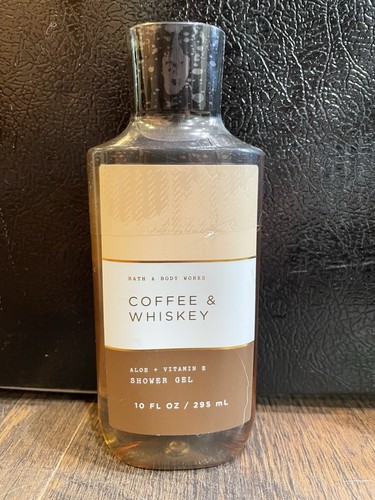 BATH & BODY WORKS
COFFEE &
WHISKEY
ALOE + VITAMIN E
SHOWER GEL
10 FL OZ / 295 mL